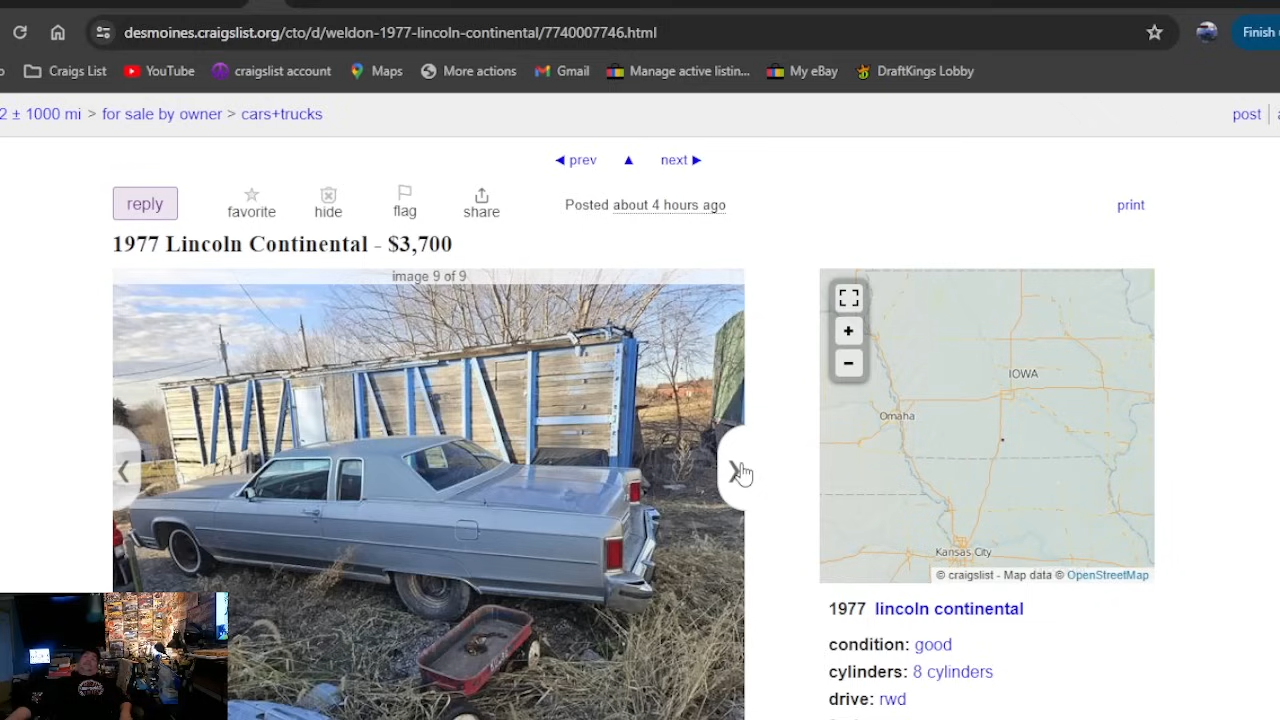 desmoines.craigslist.org/cto/d/weldon-1977-lincoln-continental/7740007746.html
Finish
Craigs List
YouTube
craigslist account
Maps
More actions
Gmail
Manage active listin...
My eBay
DraftKings Lobby
2 ± 1000 mi > for sale by owner > cars+trucks
post
◄ prev ▲ next ►
reply
favorite
hide
flag
share
Posted about 4 hours ago
print
1977 Lincoln Continental - $3,700
image 9 of 9
+
−
IOWA
Omaha
Kansas City
© craigslist - Map data © OpenStreetMap
1977 lincoln continental
condition: good
cylinders: 8 cylinders
drive: rwd